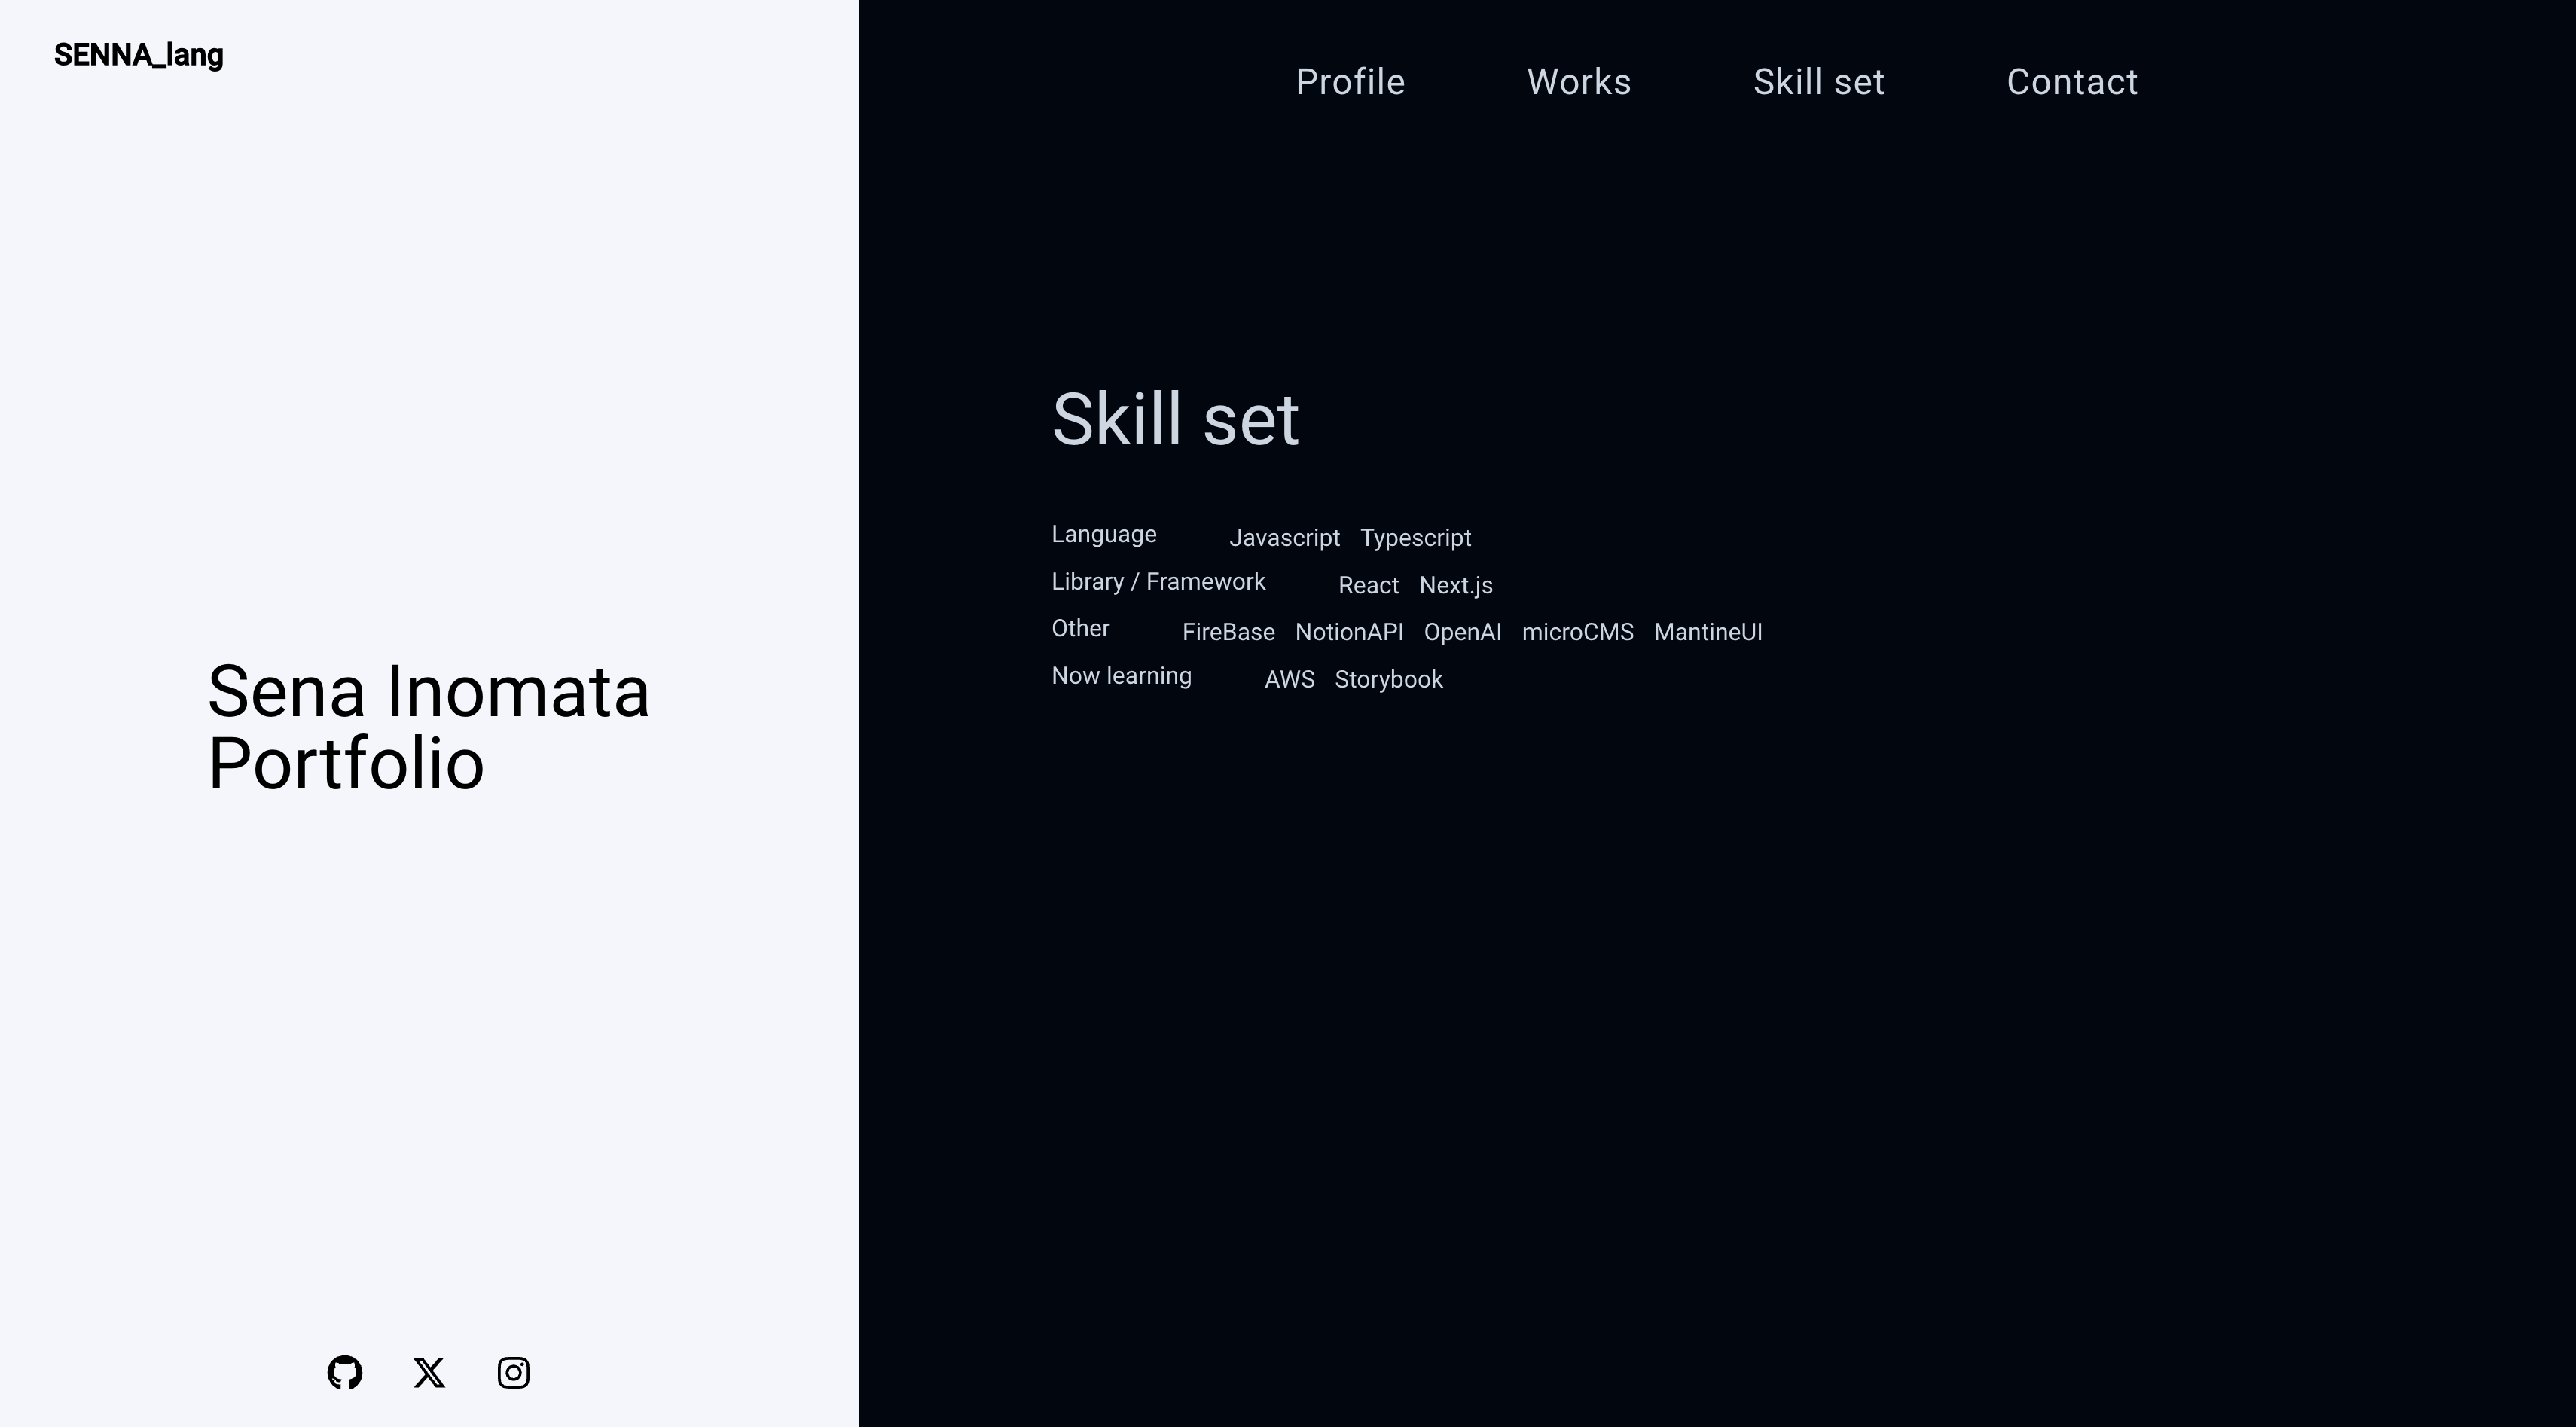 SENNA_lang
Profile Works Skill set Contact
Skill set
Language Javascript Typescript
Library / Framework React Next.js
Other FireBase NotionAPI OpenAI microCMS MantineUI
Now learning AWS Storybook
Sena Inomata
Portfolio